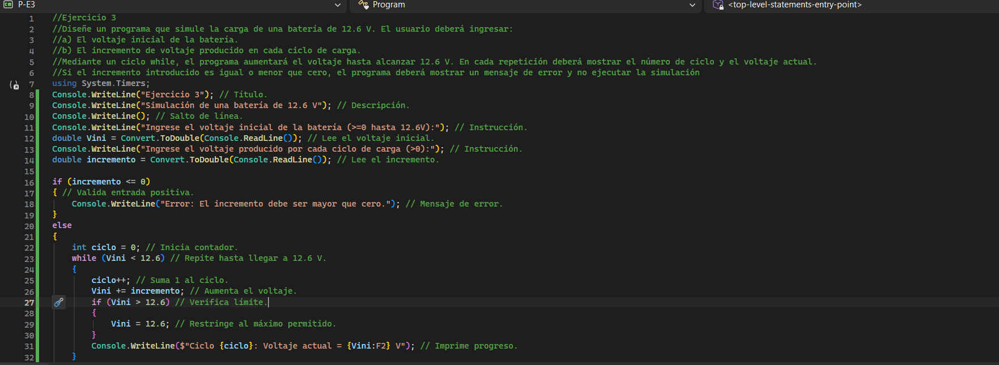 C# P-E3 Program <top-level-statements-entry-point>
1 //Ejercicio 3
2 //Diseñe un programa que simule la carga de una batería de 12.6 V. El usuario deberá ingresar:
3 //a) El voltaje inicial de la batería.
4 //b) El incremento de voltaje producido en cada ciclo de carga.
5 //Mediante un ciclo while, el programa aumentará el voltaje hasta alcanzar 12.6 V. En cada repetición deberá mostrar el número de ciclo y el voltaje actual.
6 //Si el incremento introducido es igual o menor que cero, el programa deberá mostrar un mensaje de error y no ejecutar la simulación
7 using System.Timers;
8 Console.WriteLine("Ejercicio 3"); // Título.
9 Console.WriteLine("Simulación de una batería de 12.6 V"); // Descripción.
10 Console.WriteLine(); // Salto de línea.
11 Console.WriteLine("Ingrese el voltaje inicial de la batería (>=0 hasta 12.6V):"); // Instrucción.
12 double Vini = Convert.ToDouble(Console.ReadLine()); // Lee el voltaje inicial.
13 Console.WriteLine("Ingrese el voltaje producido por cada ciclo de carga (>0):"); // Instrucción.
14 double incremento = Convert.ToDouble(Console.ReadLine()); // Lee el incremento.
15
16 if (incremento <= 0)
17 { // Valida entrada positiva.
18 Console.WriteLine("Error: El incremento debe ser mayor que cero."); // Mensaje de error.
19 }
20 else
21 {
22 int ciclo = 0; // Inicia contador.
23 while (Vini < 12.6) // Repite hasta llegar a 12.6 V.
24 {
25 ciclo++; // Suma 1 al ciclo.
26 Vini += incremento; // Aumenta el voltaje.
27 if (Vini > 12.6) // Verifica límite.
28 {
29 Vini = 12.6; // Restringe al máximo permitido.
30 }
31 Console.WriteLine($"Ciclo {ciclo}: Voltaje actual = {Vini:F2} V"); // Imprime progreso.
32 }